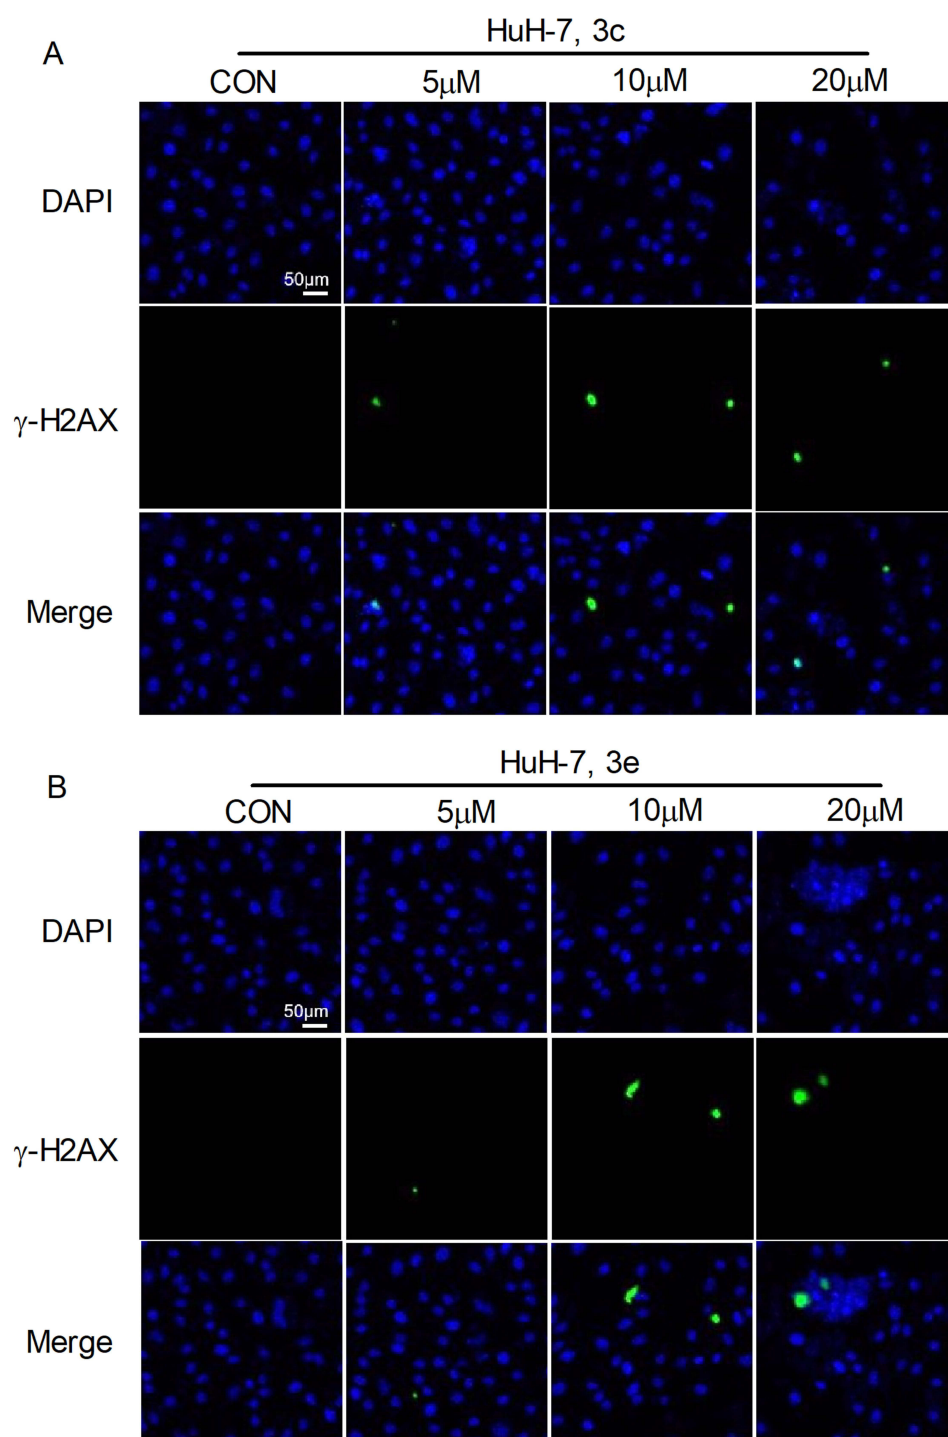 A
HuH-7, 3c
CON 5μM 10μM 20μM
DAPI
50μm
γ-H2AX
Merge
B
HuH-7, 3e
CON 5μM 10μM 20μM
DAPI
50μm
γ-H2AX
Merge